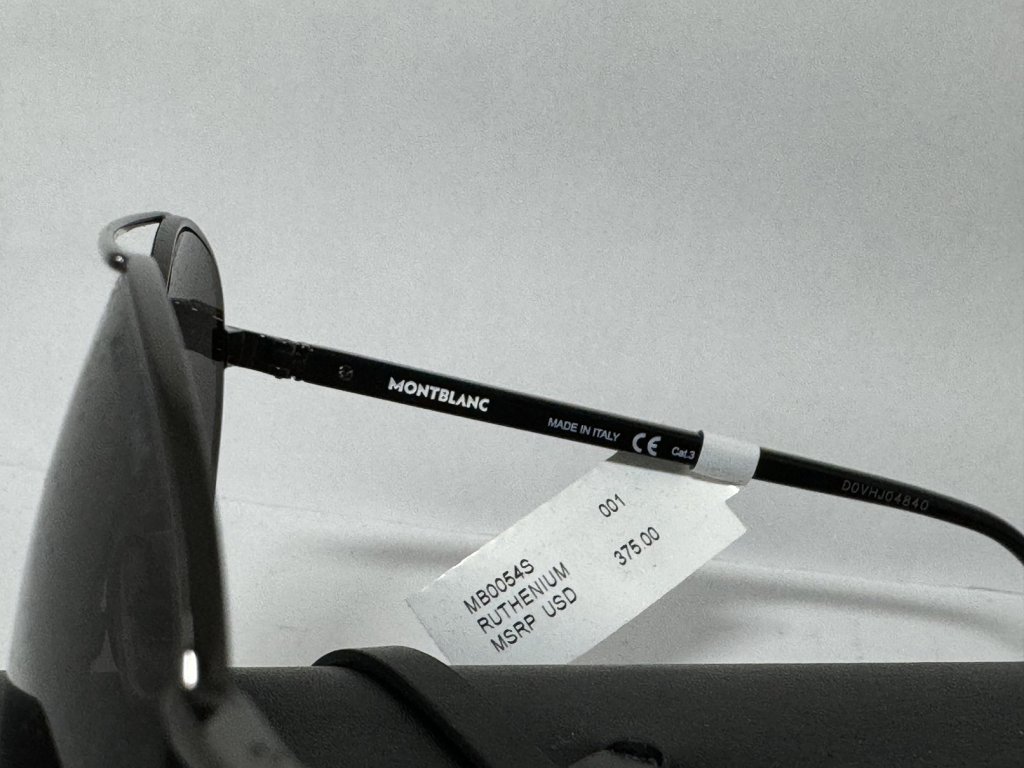 MONTBLANC
MADE IN ITALY CE Cat.3
D0VHJ04840
001
MB0054S
RUTHENIUM 375.00
MSRP USD